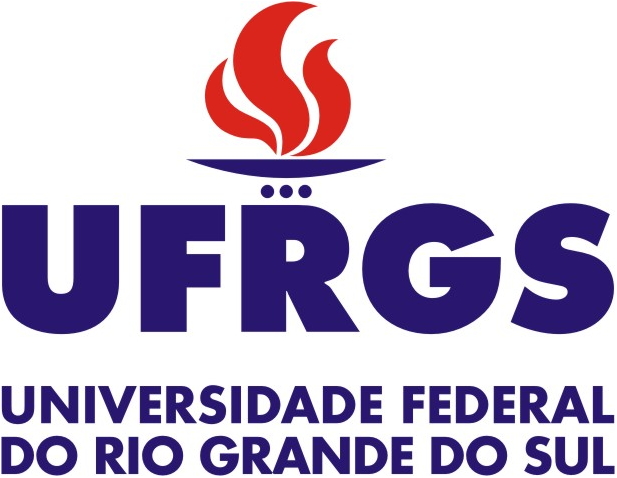 UFRGS
UNIVERSIDADE FEDERAL
DO RIO GRANDE DO SUL